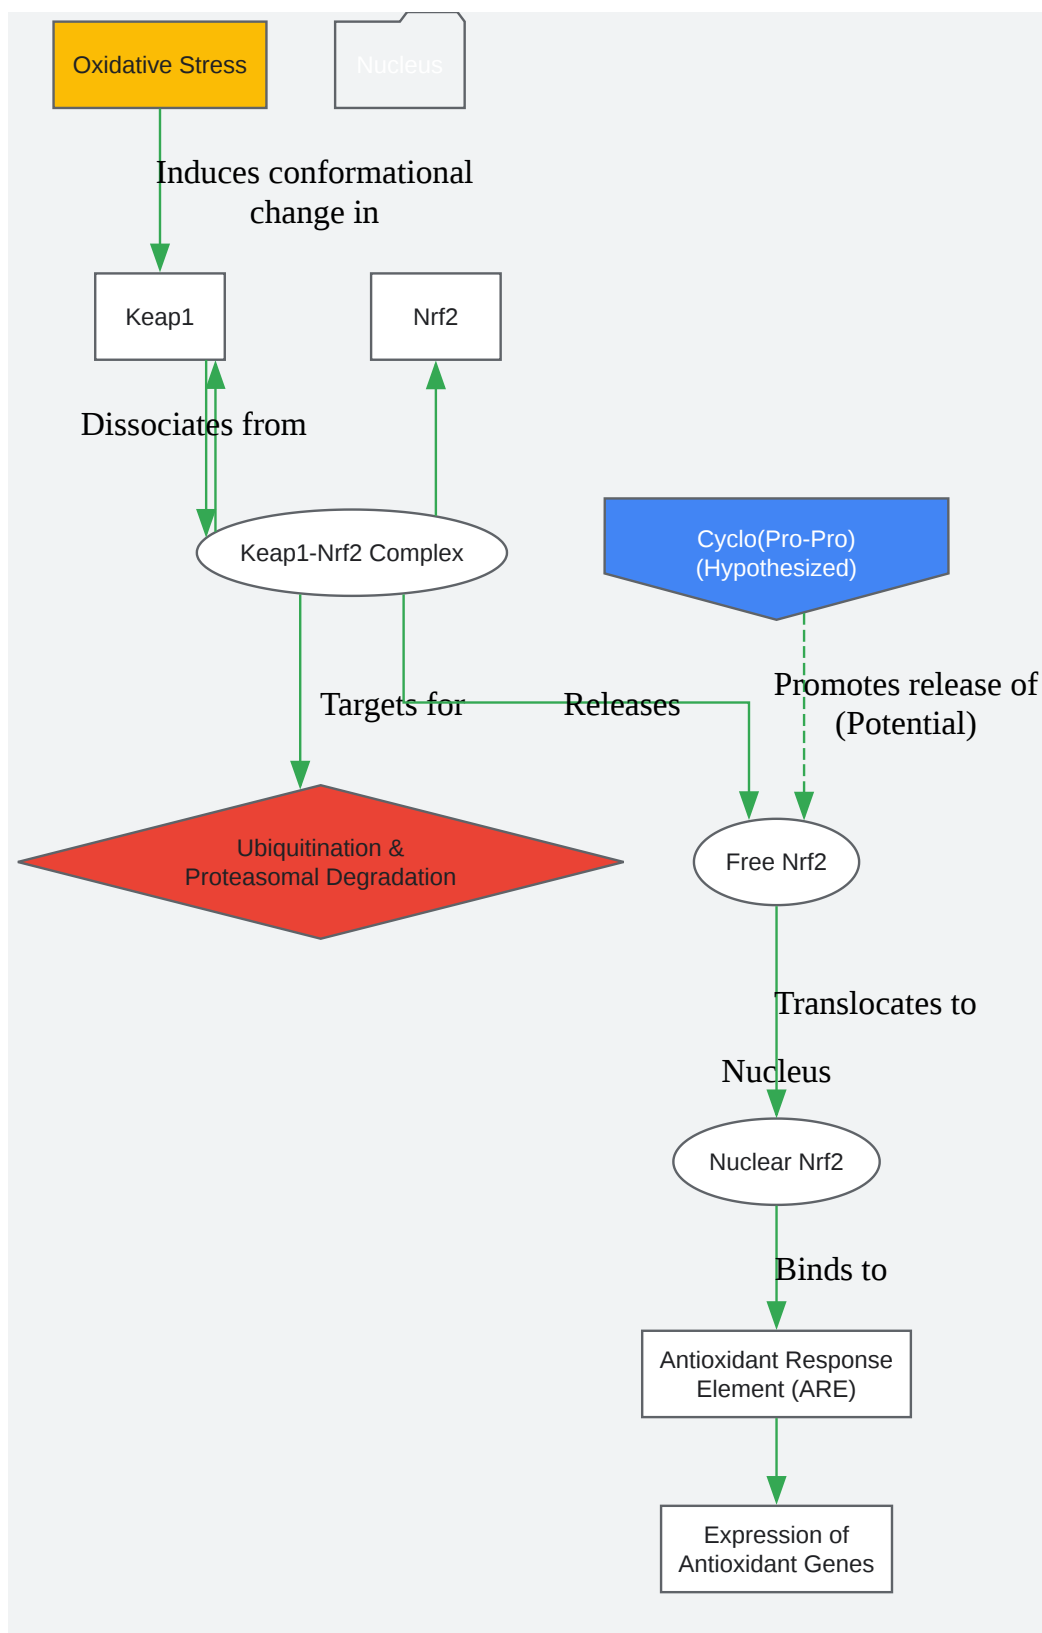 Oxidative Stress
Nucleus
Induces conformational
change in
Keap1
Nrf2
Dissociates from
Keap1-Nrf2 Complex
Cyclo(Pro-Pro)
(Hypothesized)
Targets for
Releases
Promotes release of
(Potential)
Ubiquitination &
Proteasomal Degradation
Free Nrf2
Translocates to
Nucleus
Nuclear Nrf2
Binds to
Antioxidant Response
Element (ARE)
Expression of
Antioxidant Genes